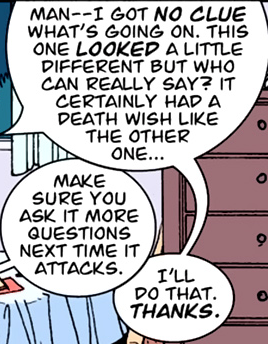 MAN--I GOT NO CLUE
WHAT'S GOING ON. THIS
ONE LOOKED A LITTLE
DIFFERENT BUT WHO
CAN REALLY SAY? IT
CERTAINLY HAD A
DEATH WISH LIKE
THE OTHER
ONE...
MAKE
SURE YOU
ASK IT MORE
QUESTIONS
NEXT TIME IT
ATTACKS.
I'LL
DO THAT.
THANKS.